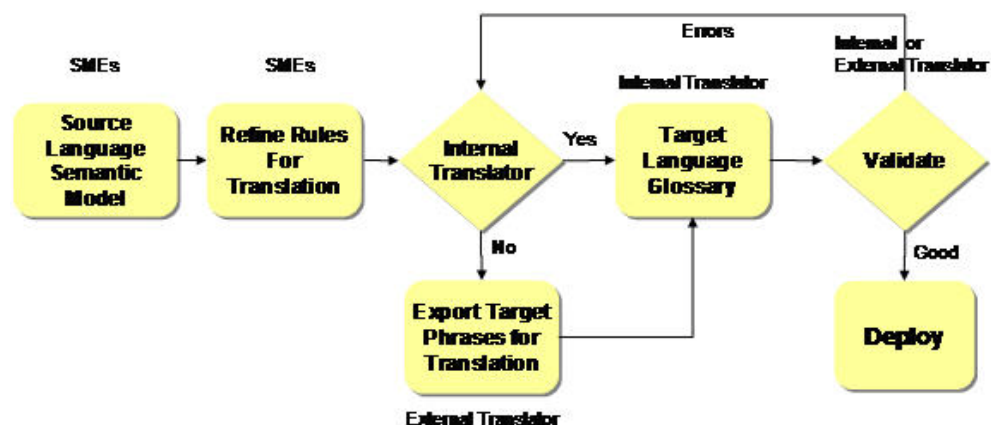 Errors
Internal or
External Translator
SMEs
SMEs
Internal Translator
Source
Language
Semantic
Model
Refine Rules
For
Translation
Internal
Translator
Yes
Target
Language
Glossary
Validate
No
Good
Export Target
Phrases for
Translation
Deploy
External Translator